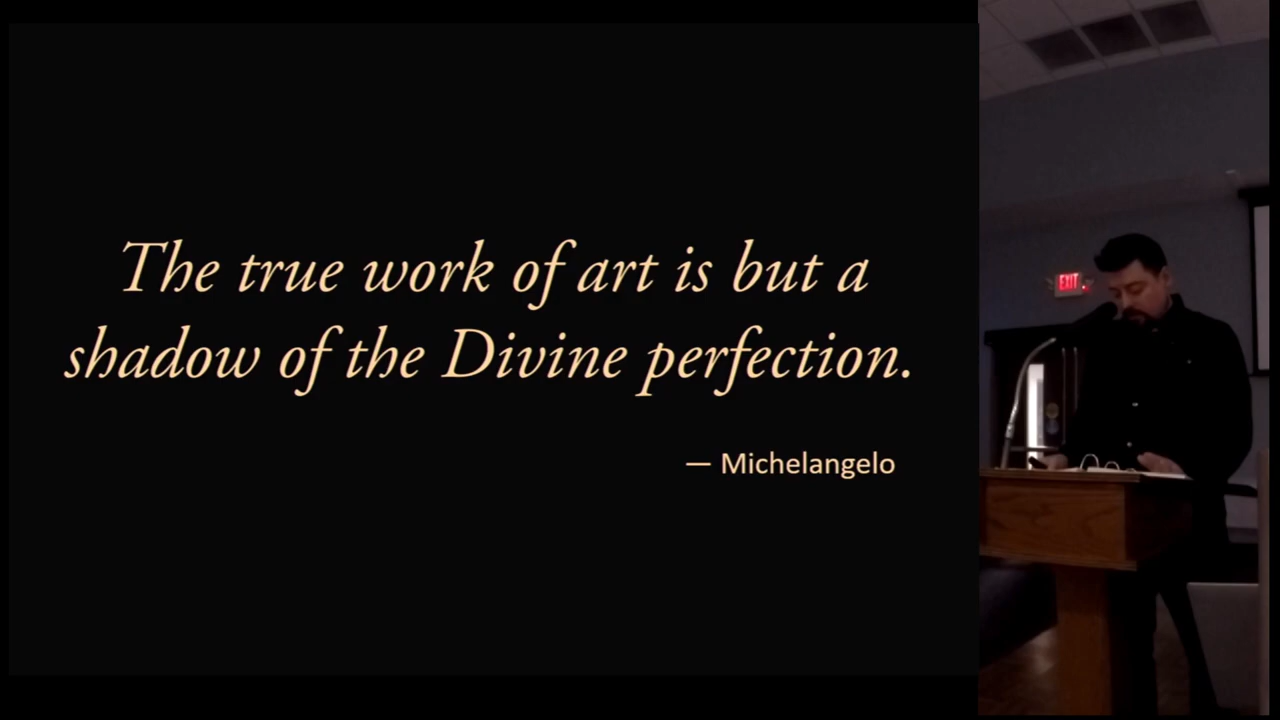 The true work of art is but a
shadow of the Divine perfection.
— Michelangelo
EXIT